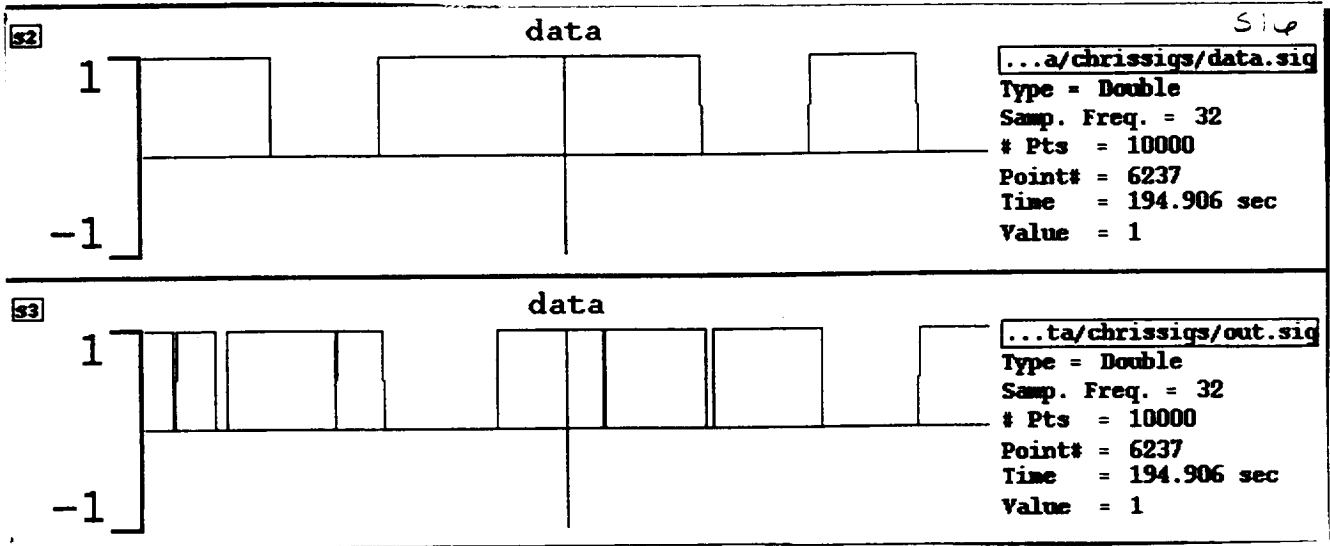 s2
data
Sig
1
-1
...a/chrissigs/data.sig
Type = Double
Samp. Freq. = 32
# Pts = 10000
Point# = 6237
Time = 194.906 sec
Value = 1
s3
data
1
-1
...ta/chrissigs/out.sig
Type = Double
Samp. Freq. = 32
# Pts = 10000
Point# = 6237
Time = 194.906 sec
Value = 1